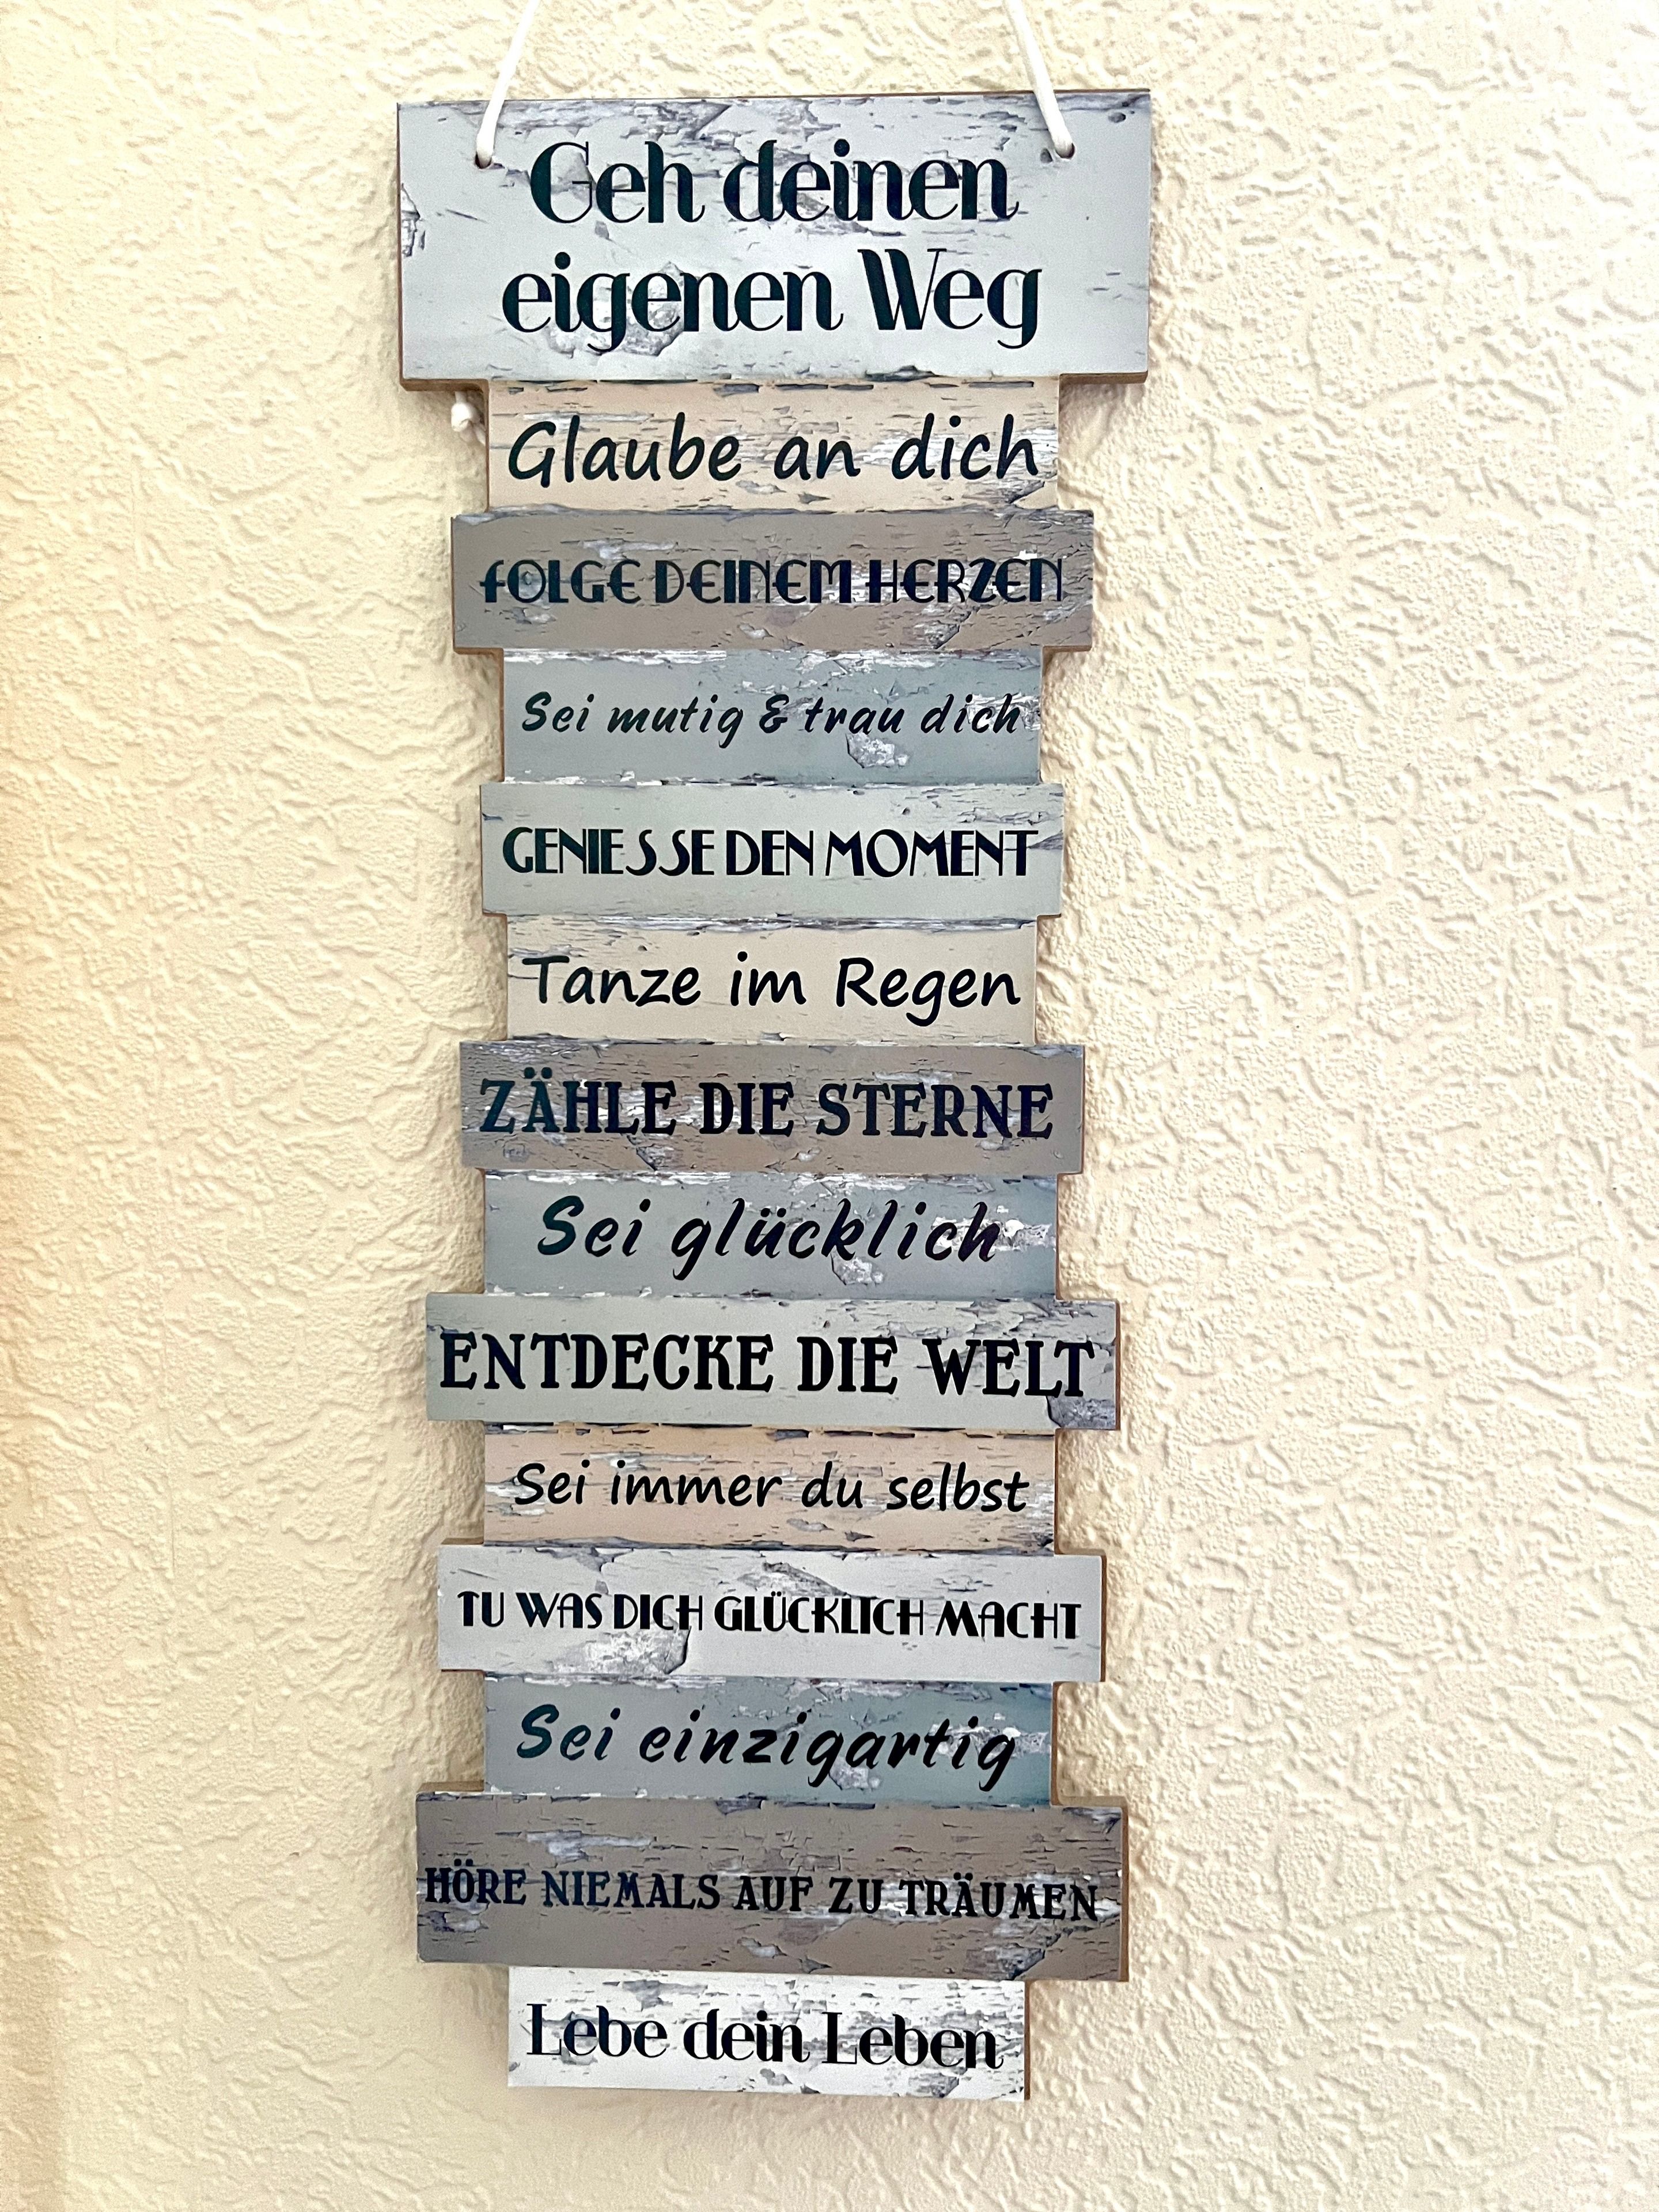 Geh deinen
eigenen Weg
Glaube an dich
FOLGE DEINEM HERZEN
Sei mutig & trau dich
GENIESSE DEN MOMENT
Tanze im Regen
ZÄHLE DIE STERNE
Sei glücklich
ENTDECKE DIE WELT
Sei immer du selbst
TU WAS DICH GLÜCKLICH MACHT
Sei einzigartig
HÖRE NIEMALS AUF ZU TRÄUMEN
Lebe dein Leben